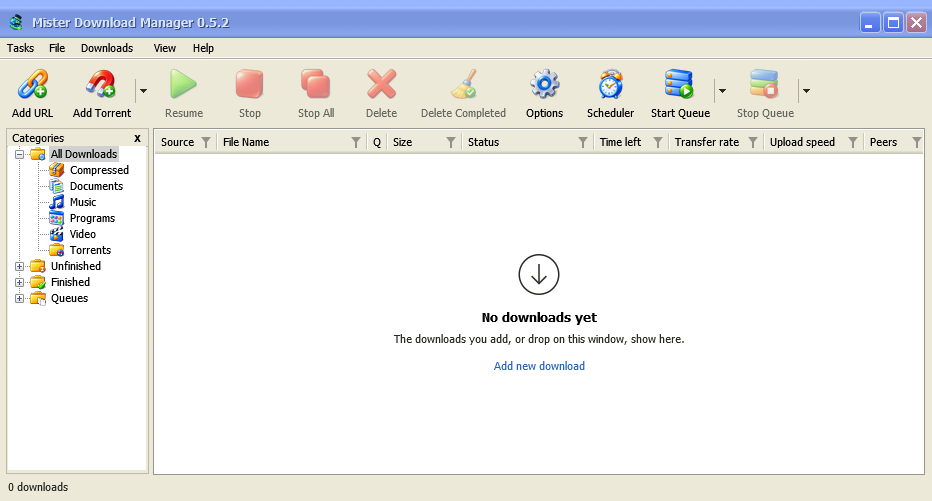 Mister Download Manager 0.5.2
Tasks File Downloads View Help
Add URL Add Torrent Resume Stop Stop All Delete Delete Completed Options Scheduler Start Queue Stop Queue
Categories x
Source File Name Q Size Status Time left Transfer rate Upload speed Peers
All Downloads
Compressed
Documents
Music
Programs
Video
Torrents
Unfinished
Finished
Queues
No downloads yet
The downloads you add, or drop on this window, show here.
Add new download
0 downloads